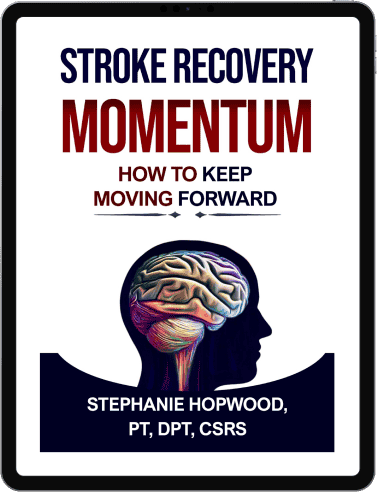 STROKE RECOVERY
MOMENTUM
HOW TO KEEP
MOVING FORWARD
STEPHANIE HOPWOOD,
PT, DPT, CSRS